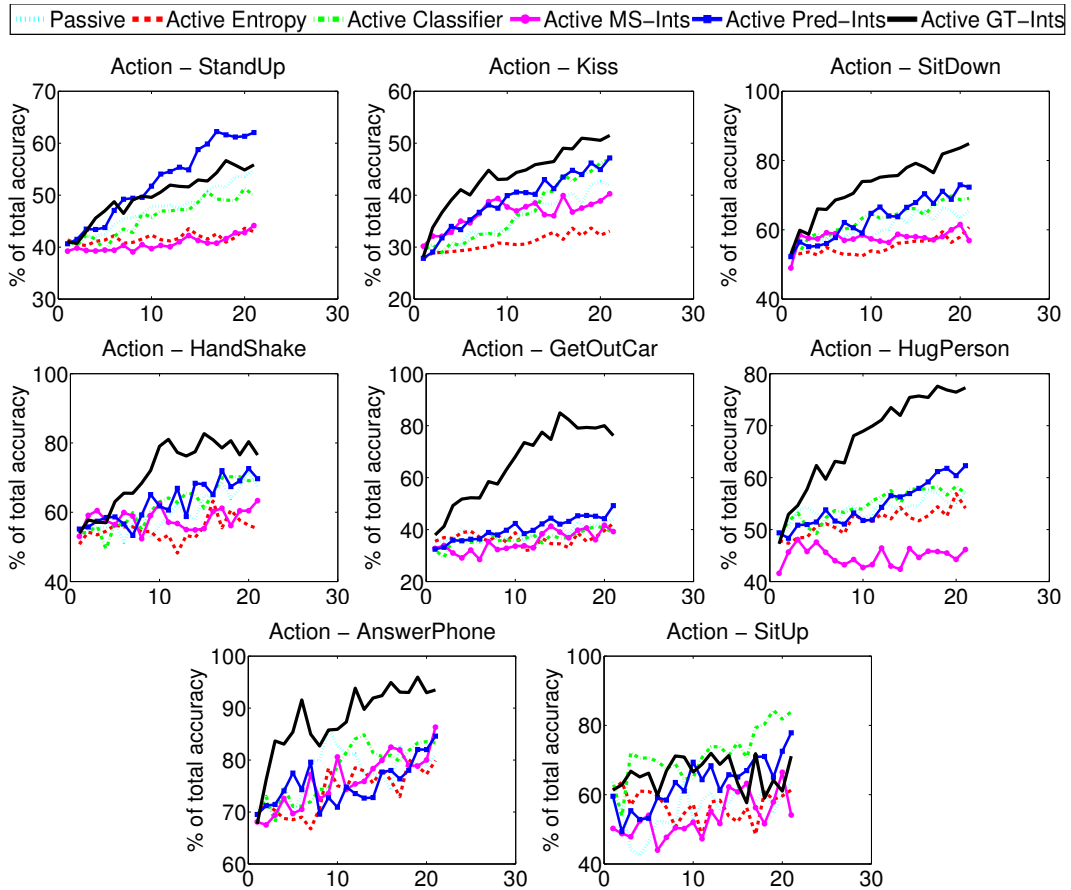 Passive Active Entropy Active Classifier Active MS-Ints Active Pred-Ints Active GT-Ints
Action - StandUp
% of total accuracy
70
60
50
40
30
0 10 20 30
Action - Kiss
% of total accuracy
60
50
40
30
20
0 10 20 30
Action - SitDown
% of total accuracy
100
80
60
40
0 10 20 30
Action - HandShake
% of total accuracy
100
80
60
40
0 10 20 30
Action - GetOutCar
% of total accuracy
100
80
60
40
20
0 10 20 30
Action - HugPerson
% of total accuracy
80
70
60
50
40
0 10 20 30
Action - AnswerPhone
% of total accuracy
100
90
80
70
60
0 10 20 30
Action - SitUp
% of total accuracy
100
80
60
40
0 10 20 30